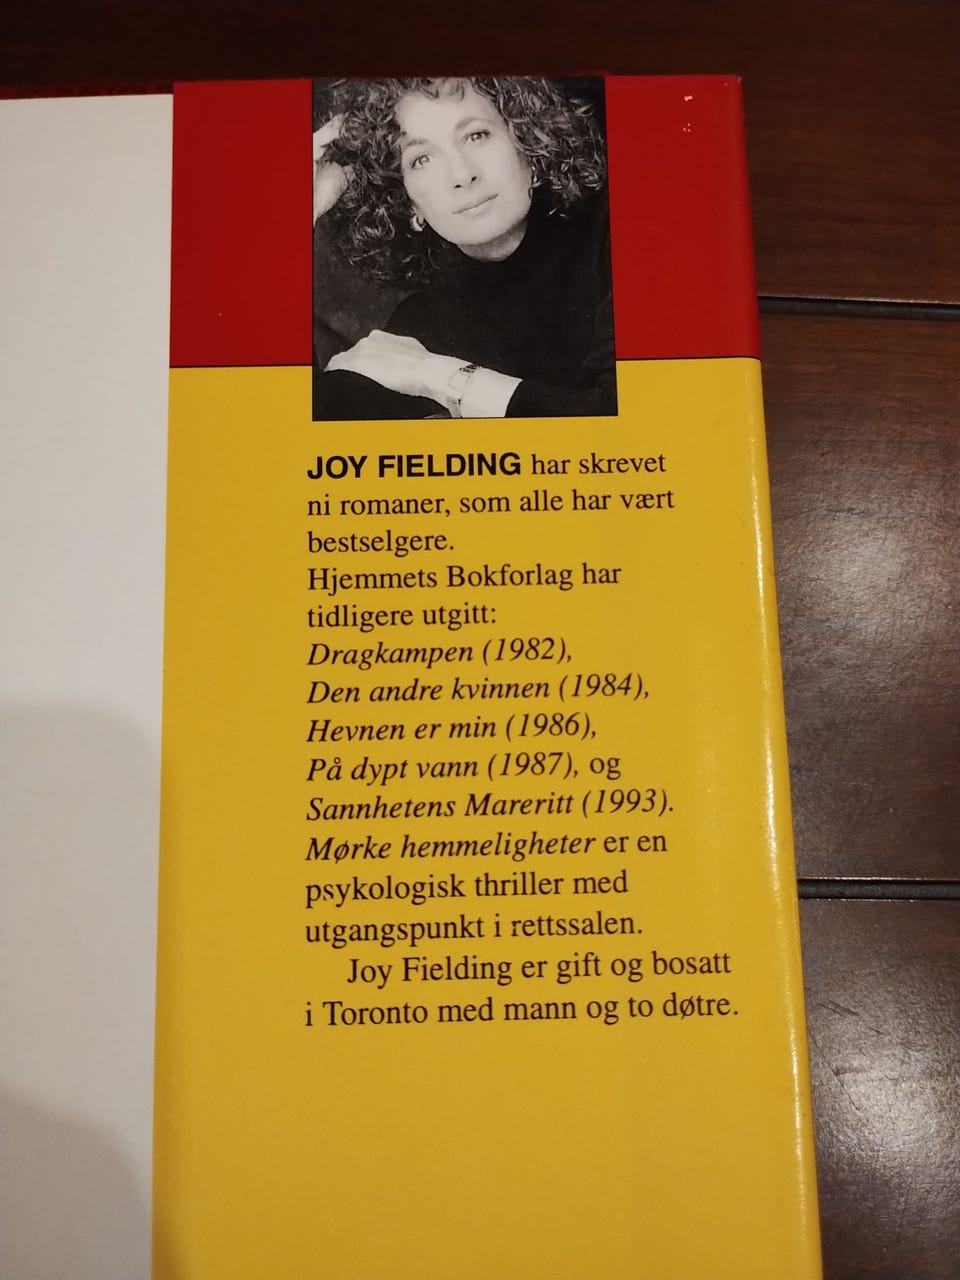 JOY FIELDING har skrevet
ni romaner, som alle har vært
bestselgere.
Hjemmets Bokforlag har
tidligere utgitt:
Dragkampen (1982),
Den andre kvinnen (1984),
Hevnen er min (1986),
På dypt vann (1987), og
Sannhetens Mareritt (1993).
Mørke hemmeligheter er en
psykologisk thriller med
utgangspunkt i rettssalen.
Joy Fielding er gift og bosatt
i Toronto med mann og to døtre.